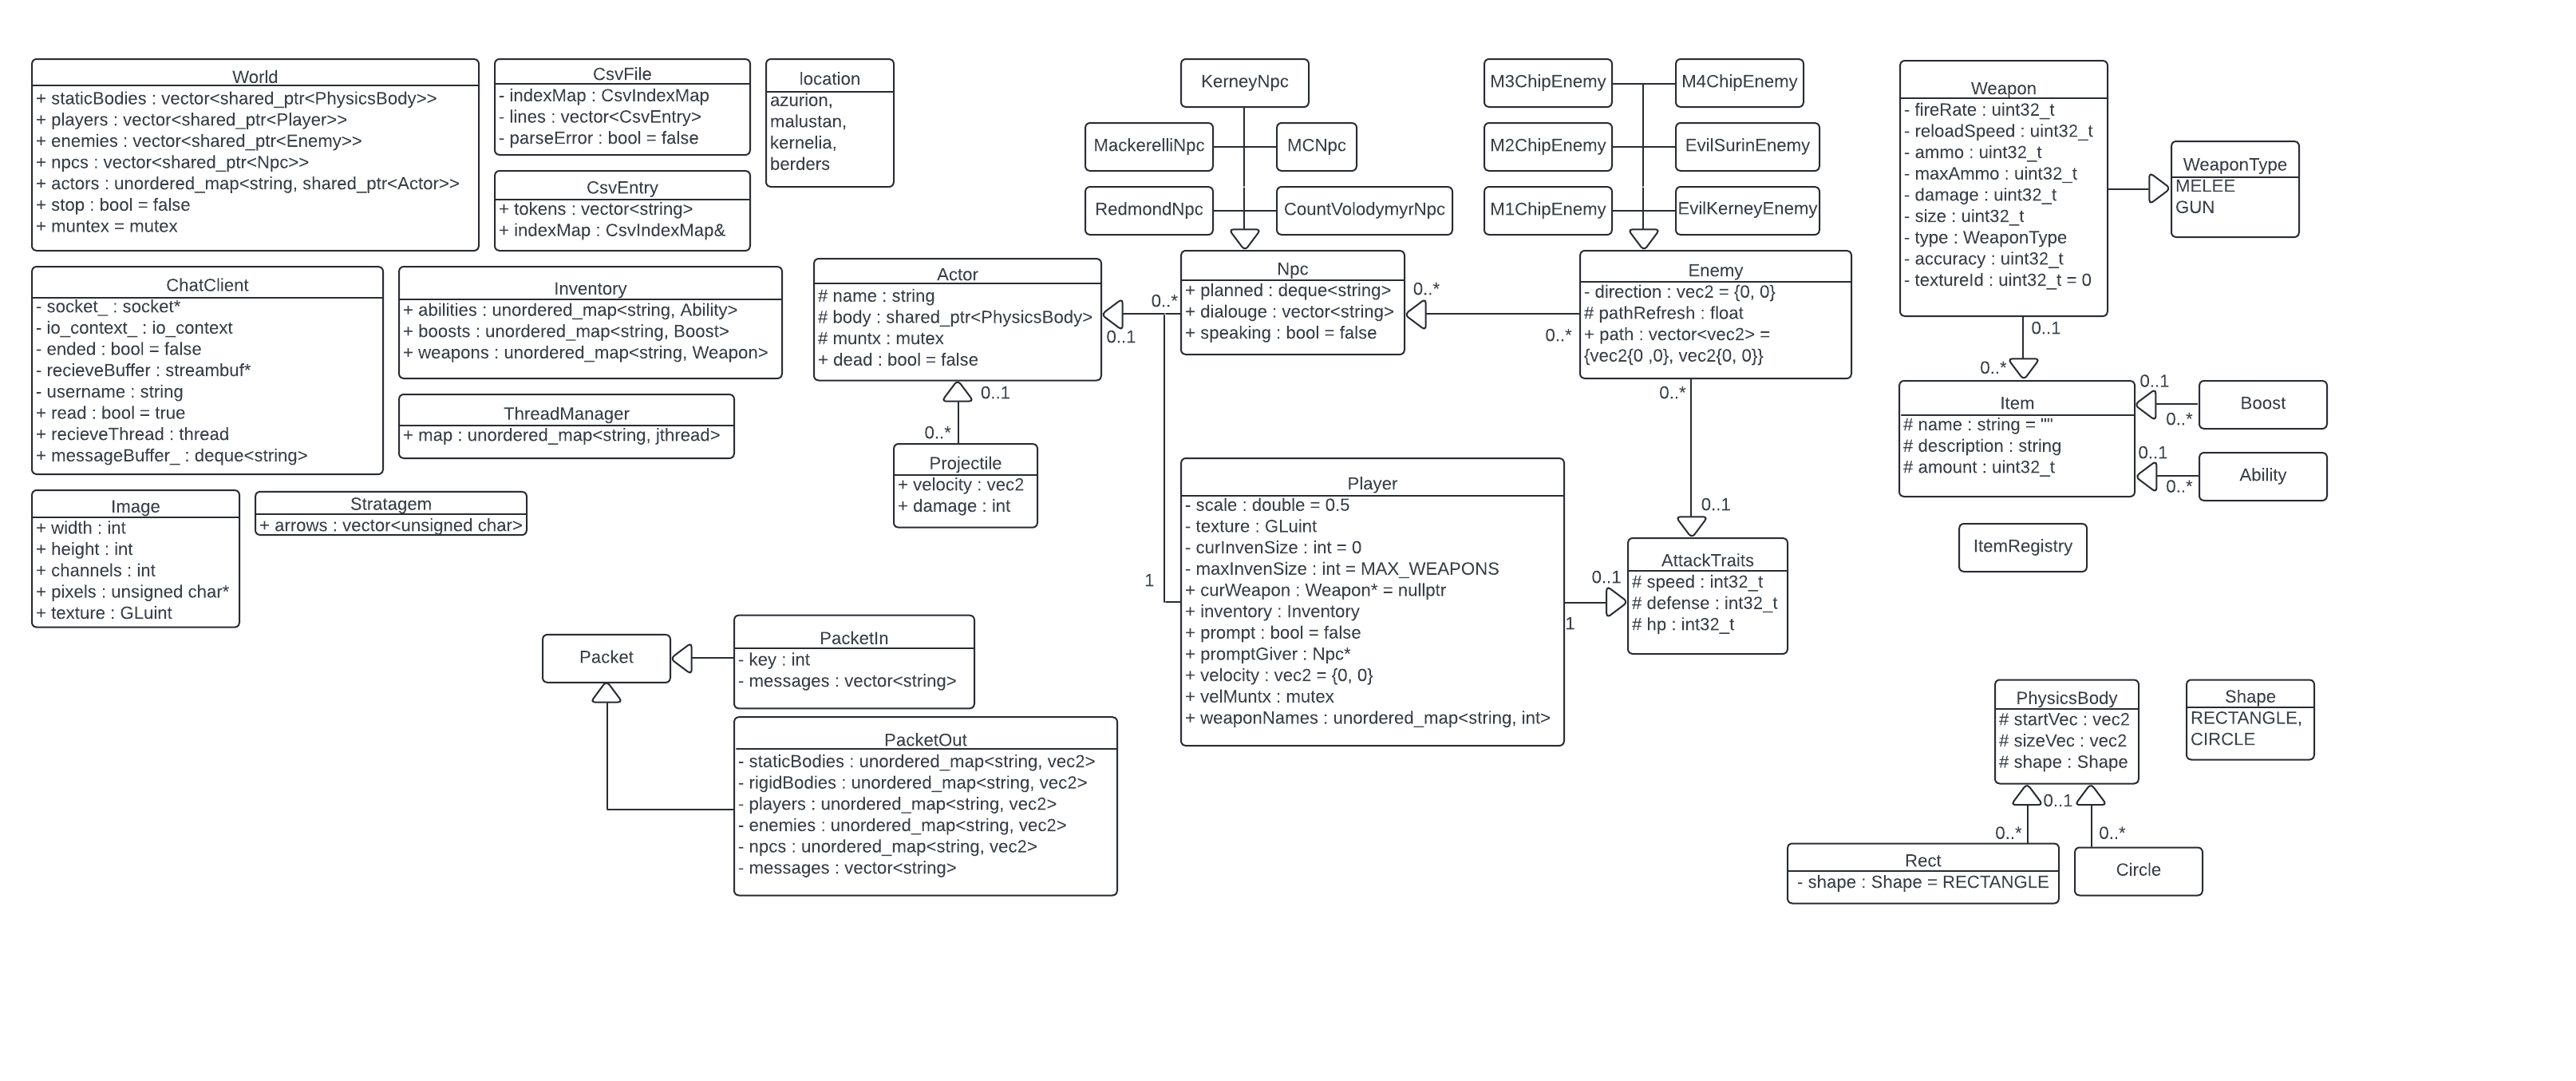 World
+ staticBodies : vector<shared_ptr<PhysicsBody>>
+ players : vector<shared_ptr<Player>>
+ enemies : vector<shared_ptr<Enemy>>
+ npcs : vector<shared_ptr<Npc>>
+ actors : unordered_map<string, shared_ptr<Actor>>
+ stop : bool = false
+ muntex = mutex
CsvFile
- indexMap : CsvIndexMap
- lines : vector<CsvEntry>
- parseError : bool = false
CsvEntry
+ tokens : vector<string>
+ indexMap : CsvIndexMap&
location
azurion,
malustan,
kernelia,
berders
ChatClient
- socket_ : socket*
- io_context_ : io_context
- ended : bool = false
- recieveBuffer : streambuf*
- username : string
+ read : bool = true
+ recieveThread : thread
+ messageBuffer_ : deque<string>
Inventory
+ abilities : unordered_map<string, Ability>
+ boosts : unordered_map<string, Boost>
+ weapons : unordered_map<string, Weapon>
ThreadManager
+ map : unordered_map<string, jthread>
Image
+ width : int
+ height : int
+ channels : int
+ pixels : unsigned char*
+ texture : GLuint
Stratagem
+ arrows : vector<unsigned char>
KerneyNpc
MackerelliNpc
MCNpc
RedmondNpc
CountVolodymyrNpc
Actor
# name : string
# body : shared_ptr<PhysicsBody>
# muntx : mutex
+ dead : bool = false
0..*
0..1
Npc
+ planned : deque<string>
+ dialouge : vector<string>
+ speaking : bool = false
0..*
0..*
0..1
0..*
Projectile
+ velocity : vec2
+ damage : int
M3ChipEnemy
M4ChipEnemy
M2ChipEnemy
EvilSurinEnemy
M1ChipEnemy
EvilKerneyEnemy
Enemy
- direction : vec2 = {0, 0}
# pathRefresh : float
+ path : vector<vec2> =
{vec2{0 ,0}, vec2{0, 0}}
0..*
0..1
Player
- scale : double = 0.5
- texture : GLuint
- curInvenSize : int = 0
- maxInvenSize : int = MAX_WEAPONS
+ curWeapon : Weapon* = nullptr
+ inventory : Inventory
+ prompt : bool = false
+ promptGiver : Npc*
+ velocity : vec2 = {0, 0}
+ velMuntx : mutex
+ weaponNames : unordered_map<string, int>
1
0..1
1
AttackTraits
# speed : int32_t
# defense : int32_t
# hp : int32_t
Packet
PacketIn
- key : int
- messages : vector<string>
PacketOut
- staticBodies : unordered_map<string, vec2>
- rigidBodies : unordered_map<string, vec2>
- players : unordered_map<string, vec2>
- enemies : unordered_map<string, vec2>
- npcs : unordered_map<string, vec2>
- messages : vector<string>
Weapon
- fireRate : uint32_t
- reloadSpeed : uint32_t
- ammo : uint32_t
- maxAmmo : uint32_t
- damage : uint32_t
- size : uint32_t
- type : WeaponType
- accuracy : uint32_t
- textureId : uint32_t = 0
WeaponType
MELEE
GUN
0..1
0..*
Item
# name : string = ""
# description : string
# amount : uint32_t
0..1
0..*
Boost
0..1
0..*
Ability
ItemRegistry
PhysicsBody
# startVec : vec2
# sizeVec : vec2
# shape : Shape
Shape
RECTANGLE,
CIRCLE
0..1
0..*
0..*
Rect
- shape : Shape = RECTANGLE
Circle